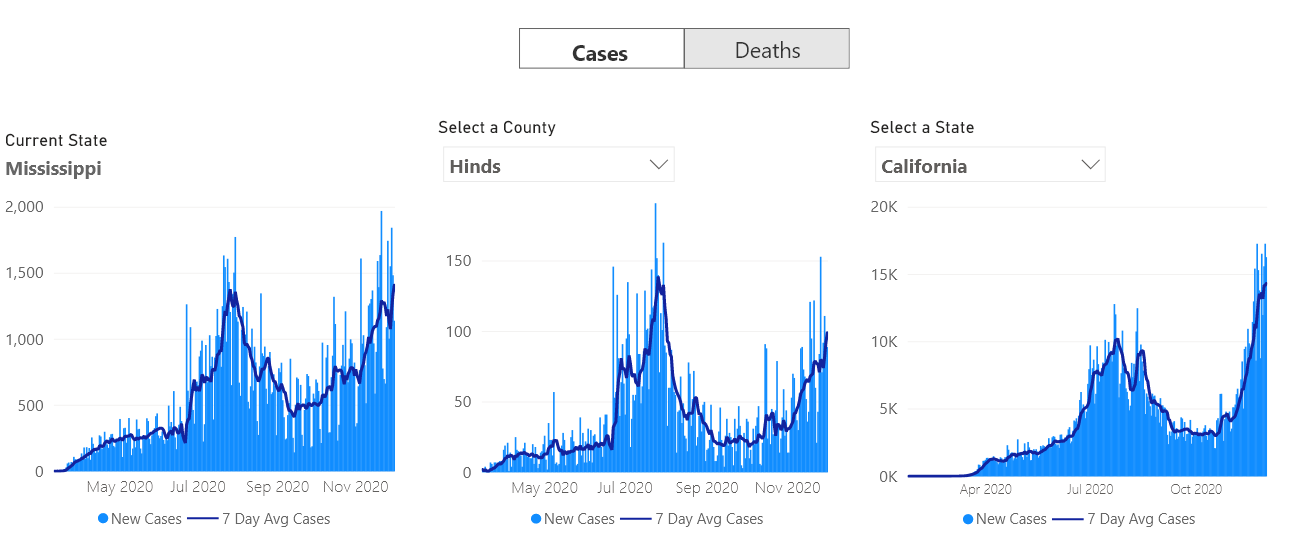 Cases Deaths
Current State
Mississippi
2,000
1,500
1,000
500
0
May 2020 Jul 2020 Sep 2020 Nov 2020
New Cases 7 Day Avg Cases
Select a County
Hinds
150
100
50
0
May 2020 Jul 2020 Sep 2020 Nov 2020
New Cases 7 Day Avg Cases
Select a State
California
20K
15K
10K
5K
0K
Apr 2020 Jul 2020 Oct 2020
New Cases 7 Day Avg Cases